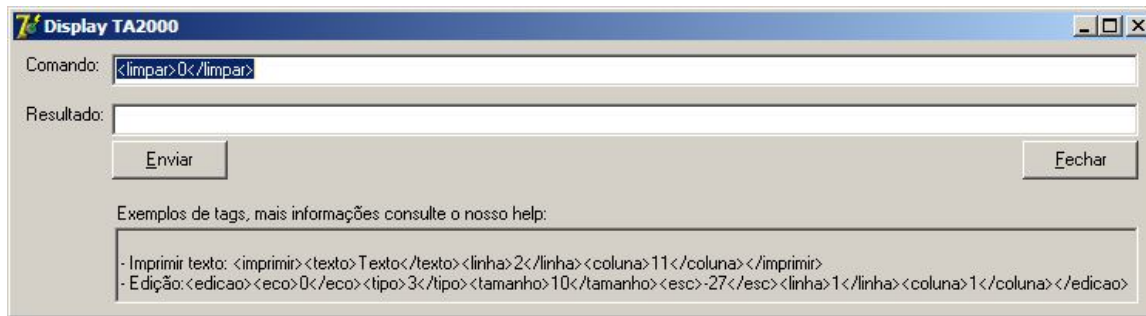 Display TA2000
Comando: <limpar>0</limpar>
Resultado:
Enviar Fechar
Exemplos de tags, mais informações consulte o nosso help:
- Imprimir texto: <imprimir><texto>Texto</texto><linha>2</linha><coluna>11</coluna></imprimir>
- Edição:<edicao><eco>0</eco><tipo>3</tipo><tamanho>10</tamanho><esc>-27</esc><linha>1</linha><coluna>1</coluna></edicao>